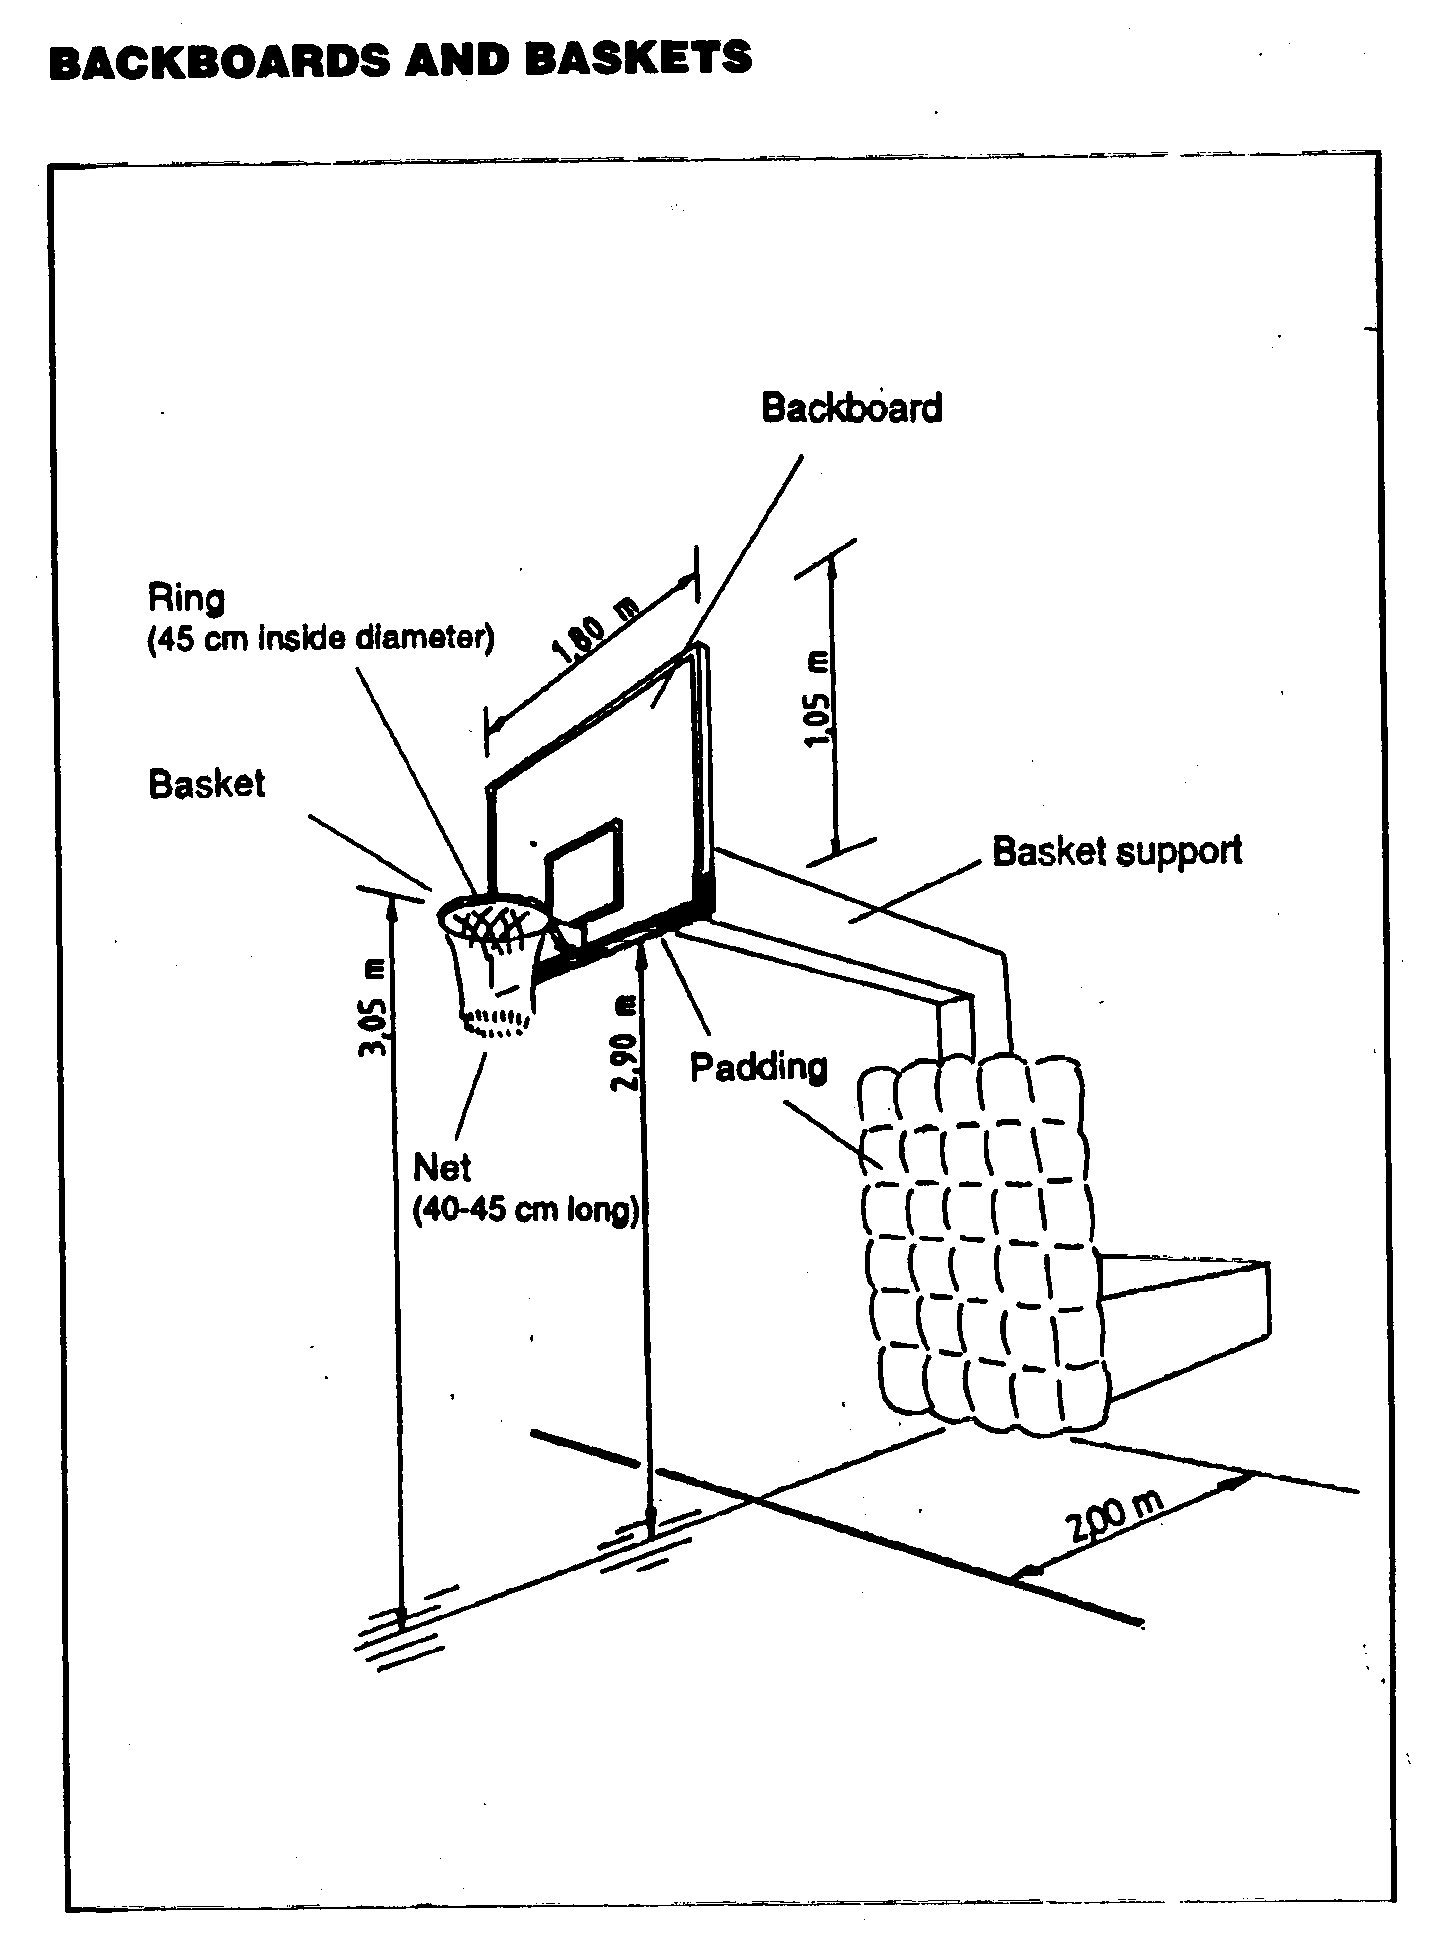 BACKBOARDS AND BASKETS
Backboard
Ring
(45 cm inside diameter)
1,80 m
1,05 m
Basket
Basket support
3,05 m
2,90 m
Padding
Net
(40-45 cm long)
2,00 m